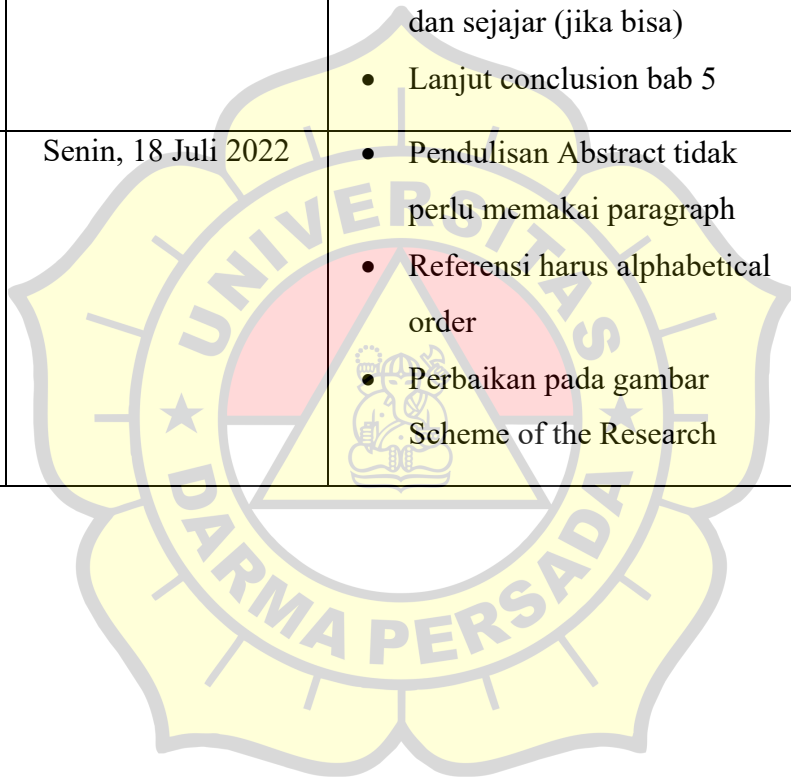 dan sejajar (jika bisa)
• Lanjut conclusion bab 5
Senin, 18 Juli 2022
• Pendulisan Abstract tidak
perlu memakai paragraph
• Referensi harus alphabetical
order
• Perbaikan pada gambar
Scheme of the Research
UNIVERSITAS
DARMA PERSADA